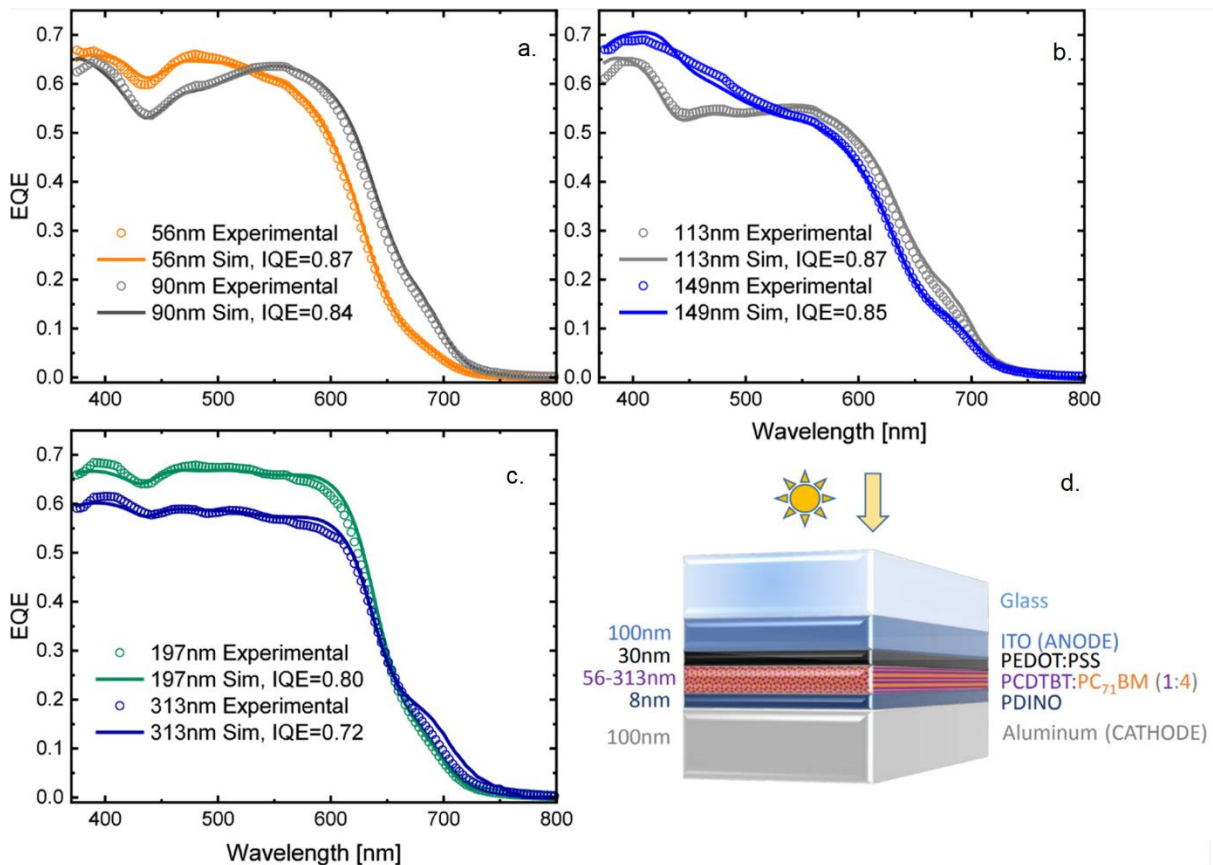 a.
0.7
0.6
0.5
0.4
0.3
0.2
0.1
0.0
EQE
56nm Experimental
56nm Sim, IQE=0.87
90nm Experimental
90nm Sim, IQE=0.84
400 500 600 700 800
Wavelength [nm]
b.
0.7
0.6
0.5
0.4
0.3
0.2
0.1
0.0
EQE
113nm Experimental
113nm Sim, IQE=0.87
149nm Experimental
149nm Sim, IQE=0.85
400 500 600 700 800
Wavelength [nm]
c.
0.7
0.6
0.5
0.4
0.3
0.2
0.1
0.0
EQE
197nm Experimental
197nm Sim, IQE=0.80
313nm Experimental
313nm Sim, IQE=0.72
400 500 600 700 800
Wavelength [nm]
d.
Glass
100nm ITO (ANODE)
30nm PEDOT:PSS
56-313nm PCDTBT:PC₇₁BM (1:4)
8nm PDINO
100nm Aluminum (CATHODE)